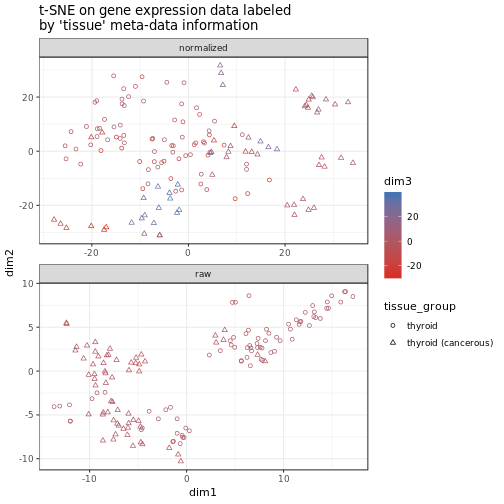 t-SNE on gene expression data labeled
by 'tissue' meta-data information
normalized
20
0
-20
-20
0
20
raw
10
5
0
-5
-10
-10
0
10
dim1
dim2
dim3
20
0
-20
tissue_group
thyroid
thyroid (cancerous)